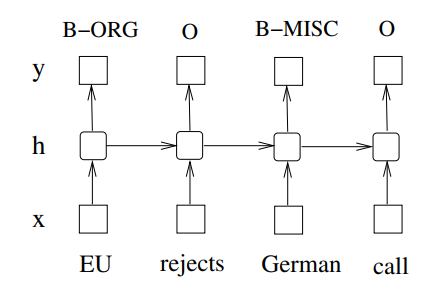 B–ORG O B–MISC O
y
h
x
EU rejects German call